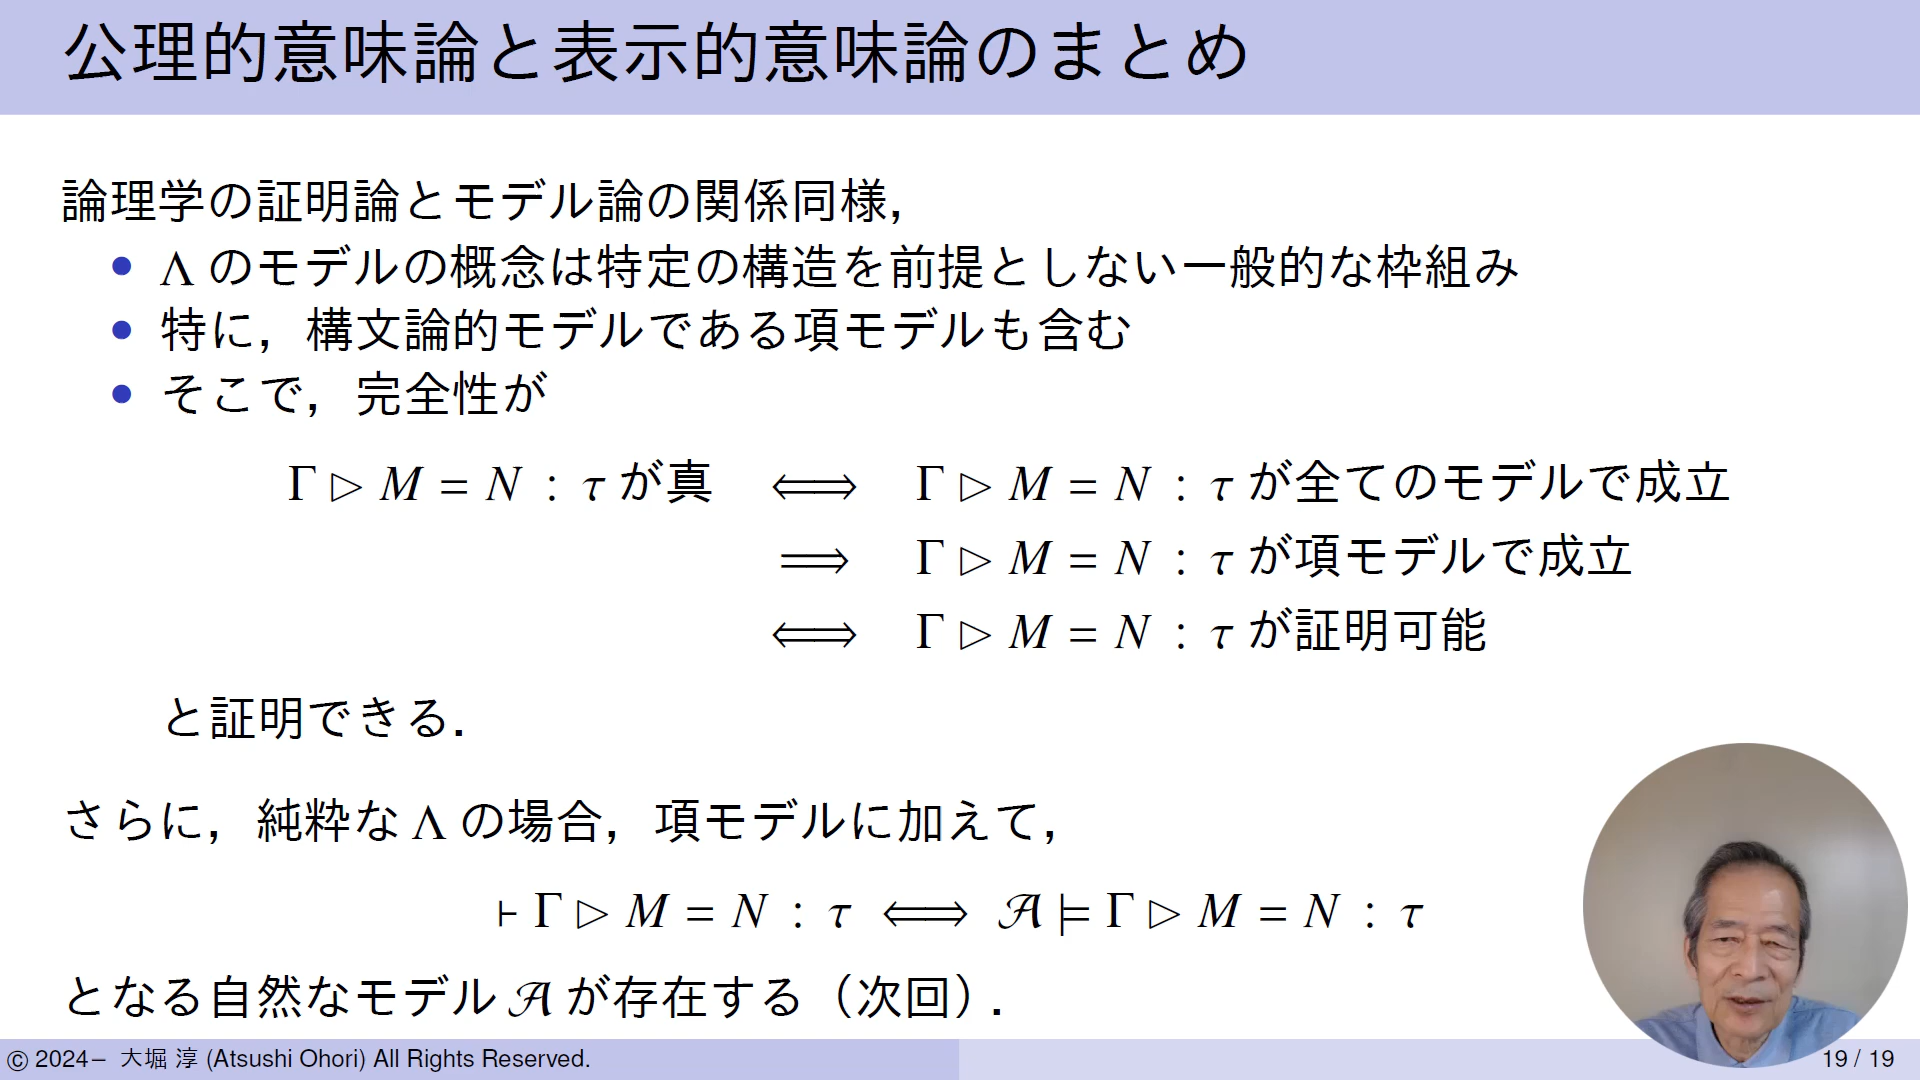 公理的意味論と表示的意味論のまとめ
論理学の証明論とモデル論の関係同様,
• Λ のモデルの概念は特定の構造を前提としない一般的な枠組み
• 特に，構文論的モデルである項モデルも含む
• そこで，完全性が
Γ ▷ M = N : τ が真 ⟺ Γ ▷ M = N : τ が全てのモデルで成立
⟹ Γ ▷ M = N : τ が項モデルで成立
⟺ Γ ▷ M = N : τ が証明可能
と証明できる．
さらに，純粋な Λ の場合，項モデルに加えて，
⊢ Γ ▷ M = N : τ ⟺ 𝒜 ⊨ Γ ▷ M = N : τ
となる自然なモデル 𝒜 が存在する（次回）．
© 2024− 大堀 淳 (Atsushi Ohori) All Rights Reserved.
19 / 19